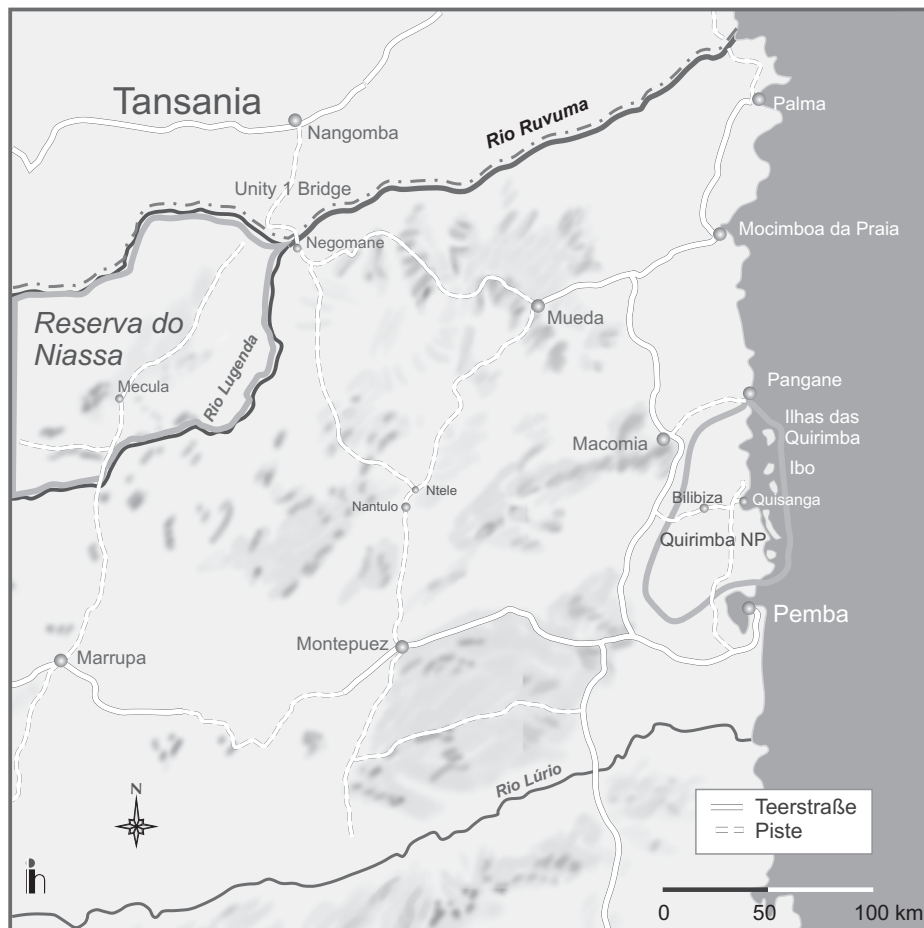 Tansania
Nangomba
Rio Ruvuma
Palma
Unity 1 Bridge
Mocimboa da Praia
Negomane
Reserva do
Niassa
Mueda
Rio Lugenda
Mecula
Pangane
Ilhas das
Quirimba
Macomia
Ibo
Ntele
Nantulo
Bilibiza
Quisanga
Quirimba NP
Pemba
Montepuez
Marrupa
Rio Lúrio
N
Teerstraße
Piste
ih
0 50 100 km